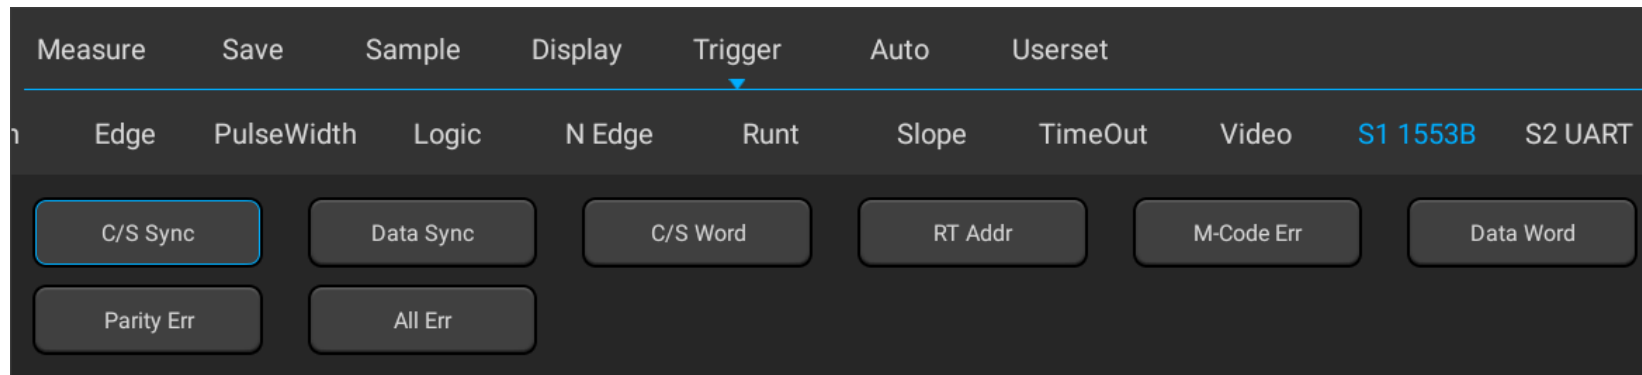 Measure Save Sample Display Trigger Auto Userset
Edge PulseWidth Logic N Edge Runt Slope TimeOut Video S1 1553B S2 UART
C/S Sync Data Sync C/S Word RT Addr M-Code Err Data Word
Parity Err All Err